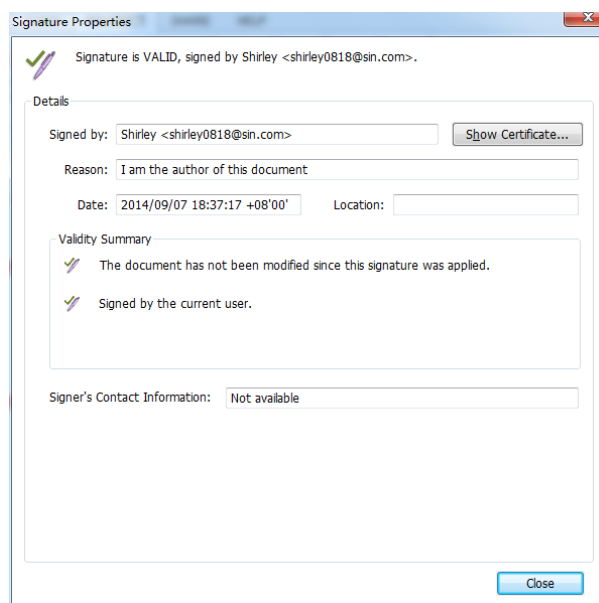 Signature Properties
SHARE HELP
Signature is VALID, signed by Shirley <shirley0818@sin.com>.
Details
Signed by: Shirley <shirley0818@sin.com> Show Certificate...
Reason: I am the author of this document
Date: 2014/09/07 18:37:17 +08'00' Location:
Validity Summary
The document has not been modified since this signature was applied.
Signed by the current user.
Signer's Contact Information: Not available
Close